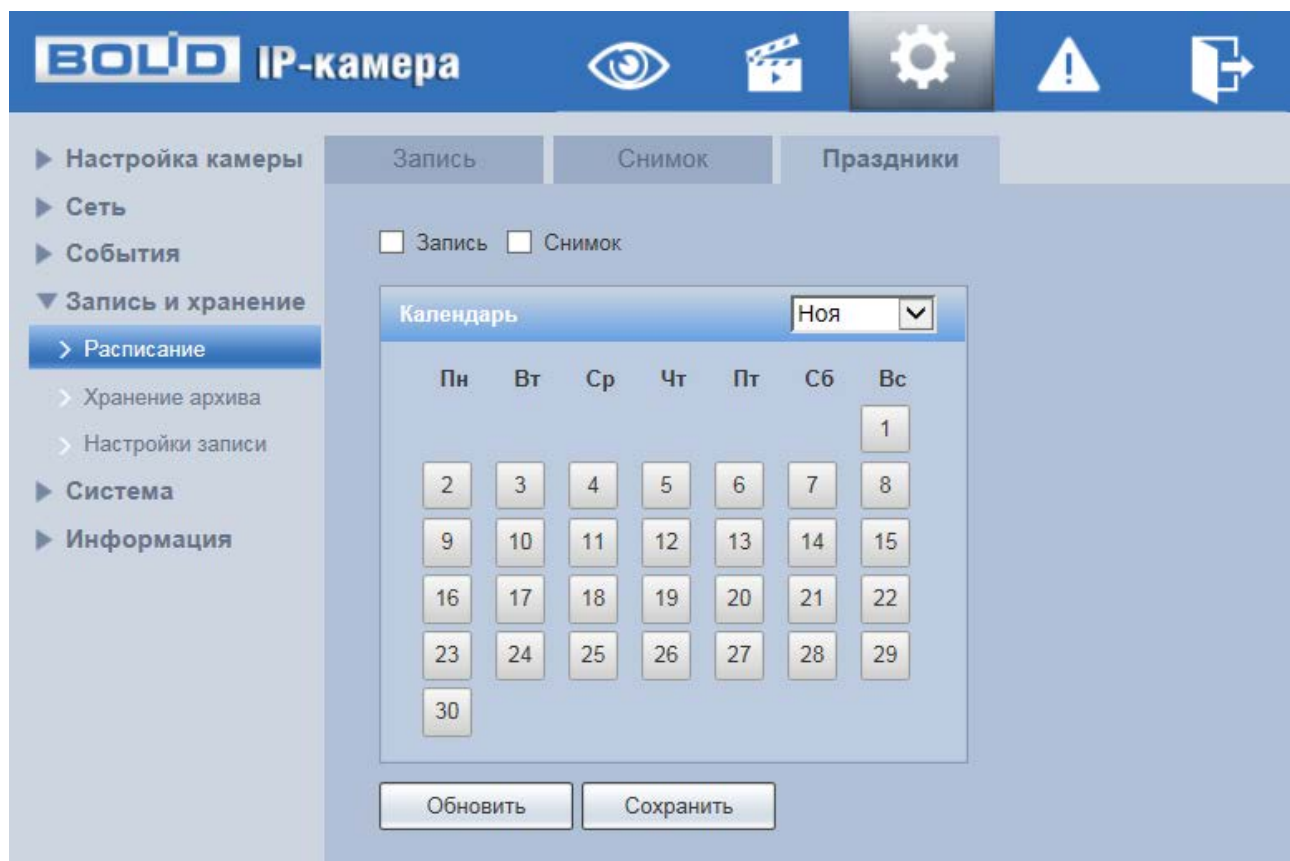 BOLID IP-камера
Настройка камеры
Сеть
События
Запись и хранение
Расписание
Хранение архива
Настройки записи
Система
Информация
Запись Снимок Праздники
Запись Снимок
Календарь Ноя
Пн Вт Ср Чт Пт Сб Вс
1
2 3 4 5 6 7 8
9 10 11 12 13 14 15
16 17 18 19 20 21 22
23 24 25 26 27 28 29
30
Обновить Сохранить